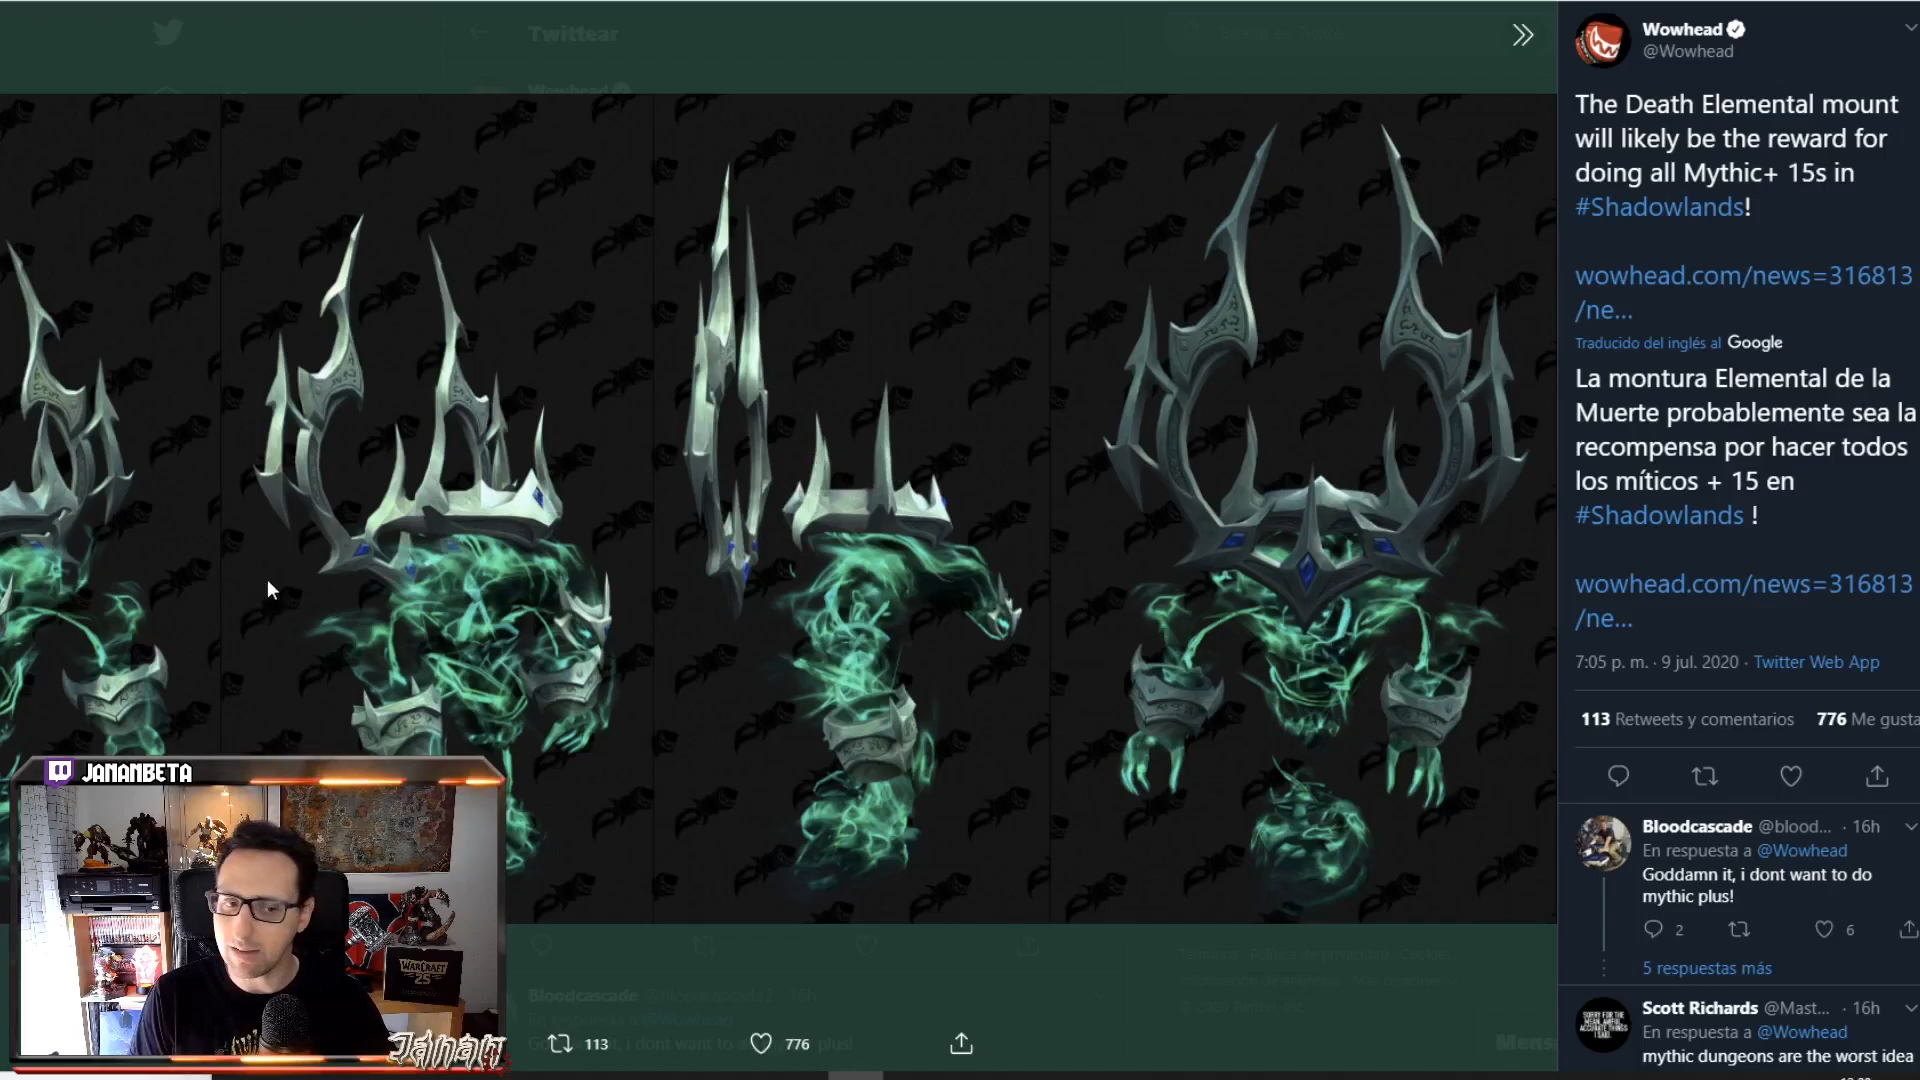 Twittear
Wowhead
@Wowhead
The Death Elemental mount
will likely be the reward for
doing all Mythic+ 15s in
#Shadowlands!
wowhead.com/news=316813
/ne...
Traducido del inglés al Google
La montura Elemental de la
Muerte probablemente sea la
recompensa por hacer todos
los míticos + 15 en
#Shadowlands !
wowhead.com/news=316813
/ne...
7:05 p. m. · 9 jul. 2020 · Twitter Web App
113 Retweets y comentarios 776 Me gusta
Bloodcascade @blood... · 16h
En respuesta a @Wowhead
Goddamn it, i dont want to do
mythic plus!
2 6
5 respuestas más
Scott Richards @Mast... · 16h
En respuesta a @Wowhead
mythic dungeons are the worst idea
JANANBETA
WARCRAFT
25
Janan
Bloodcascade
113 776